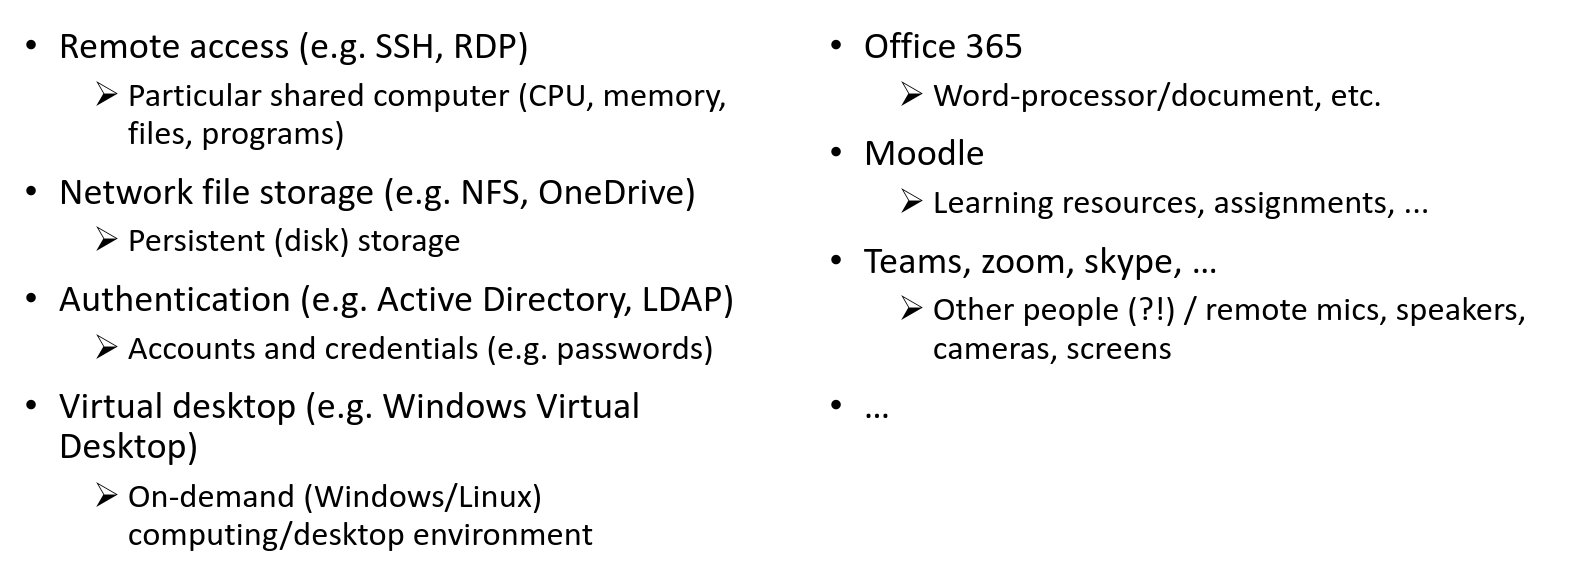 • Remote access (e.g. SSH, RDP)
➢ Particular shared computer (CPU, memory,
files, programs)
• Network file storage (e.g. NFS, OneDrive)
➢ Persistent (disk) storage
• Authentication (e.g. Active Directory, LDAP)
➢ Accounts and credentials (e.g. passwords)
• Virtual desktop (e.g. Windows Virtual
Desktop)
➢ On-demand (Windows/Linux)
computing/desktop environment
• Office 365
➢ Word-processor/document, etc.
• Moodle
➢ Learning resources, assignments, ...
• Teams, zoom, skype, ...
➢ Other people (?!) / remote mics, speakers,
cameras, screens
• ...